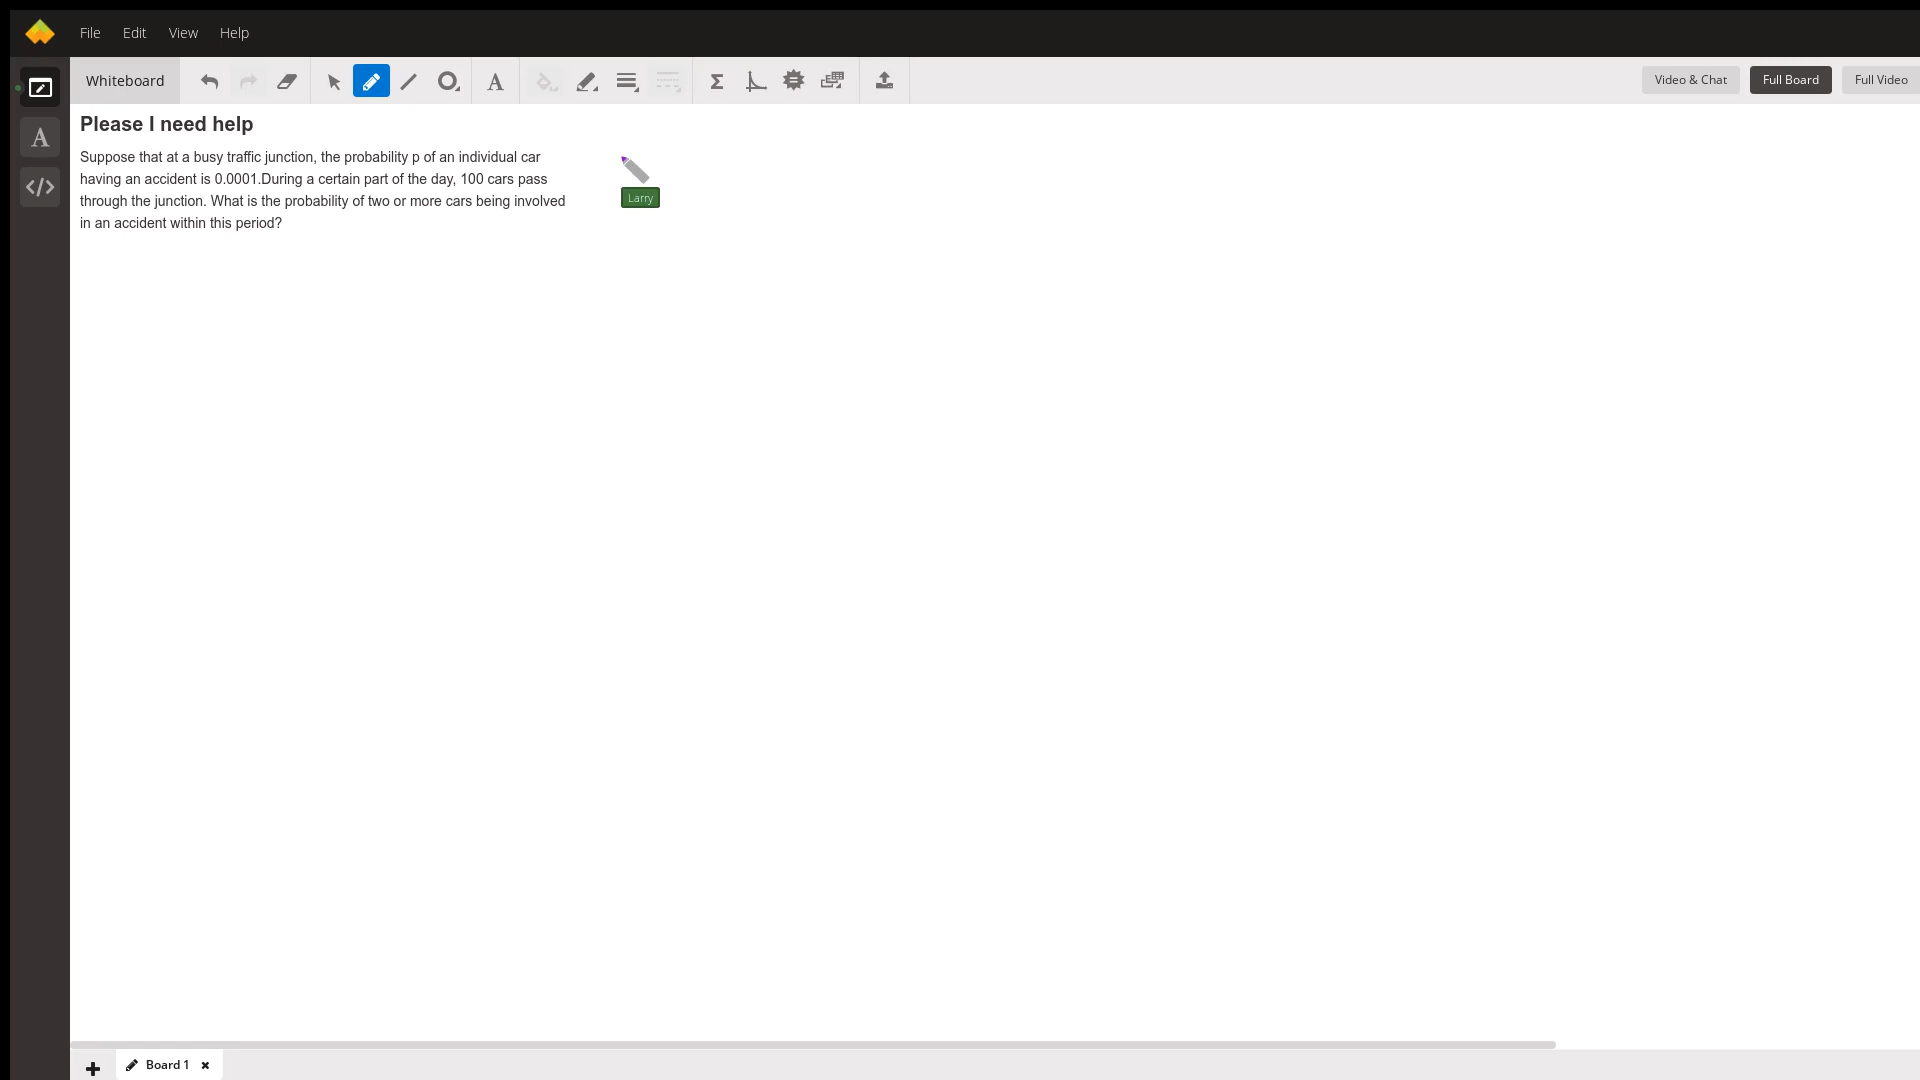 File Edit View Help
Whiteboard
Video & Chat Full Board Full Video
Please I need help
Suppose that at a busy traffic junction, the probability p of an individual car
having an accident is 0.0001.During a certain part of the day, 100 cars pass
through the junction. What is the probability of two or more cars being involved
in an accident within this period?
Larry
Board 1